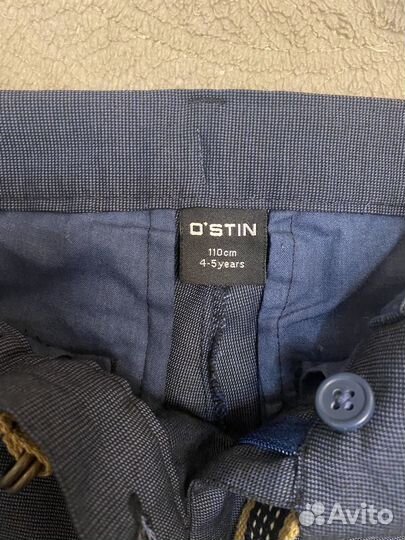 O'STIN
110cm
4-5years
Avito